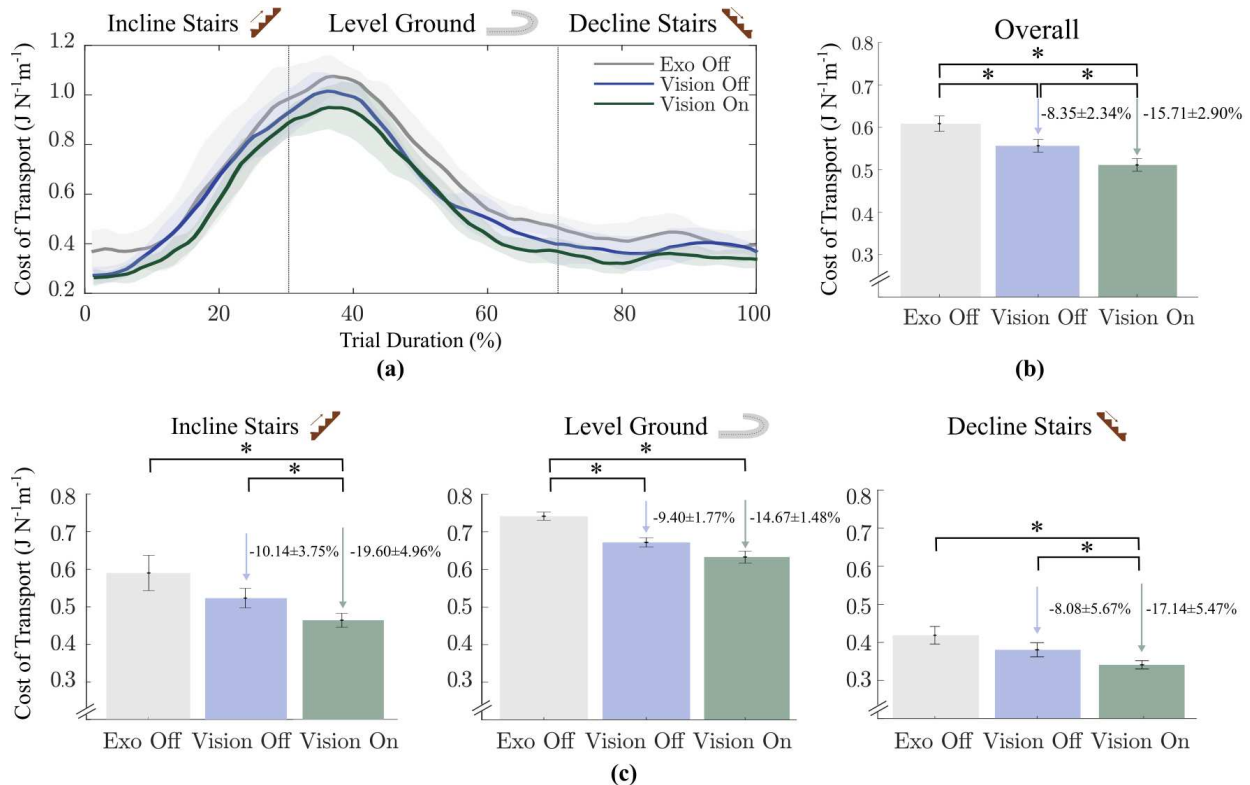 Incline Stairs
Level Ground
Decline Stairs
Cost of Transport (J N⁻¹m⁻¹)
1.2
1.0
0.8
0.6
0.4
0.2
0
20
40
60
80
100
Trial Duration (%)
Exo Off
Vision Off
Vision On
(a)
Overall
Cost of Transport (J N⁻¹m⁻¹)
0.8
0.7
0.6
0.5
0.4
0.3
*
*
*
-8.35±2.34%
-15.71±2.90%
Exo Off
Vision Off
Vision On
(b)
Incline Stairs
Cost of Transport (J N⁻¹m⁻¹)
0.8
0.7
0.6
0.5
0.4
0.3
*
*
-10.14±3.75%
-19.60±4.96%
Exo Off
Vision Off
Vision On
Level Ground
0.8
0.7
0.6
0.5
0.4
0.3
*
*
-9.40±1.77%
-14.67±1.48%
Exo Off
Vision Off
Vision On
Decline Stairs
0.8
0.7
0.6
0.5
0.4
0.3
*
*
-8.08±5.67%
-17.14±5.47%
Exo Off
Vision Off
Vision On
(c)